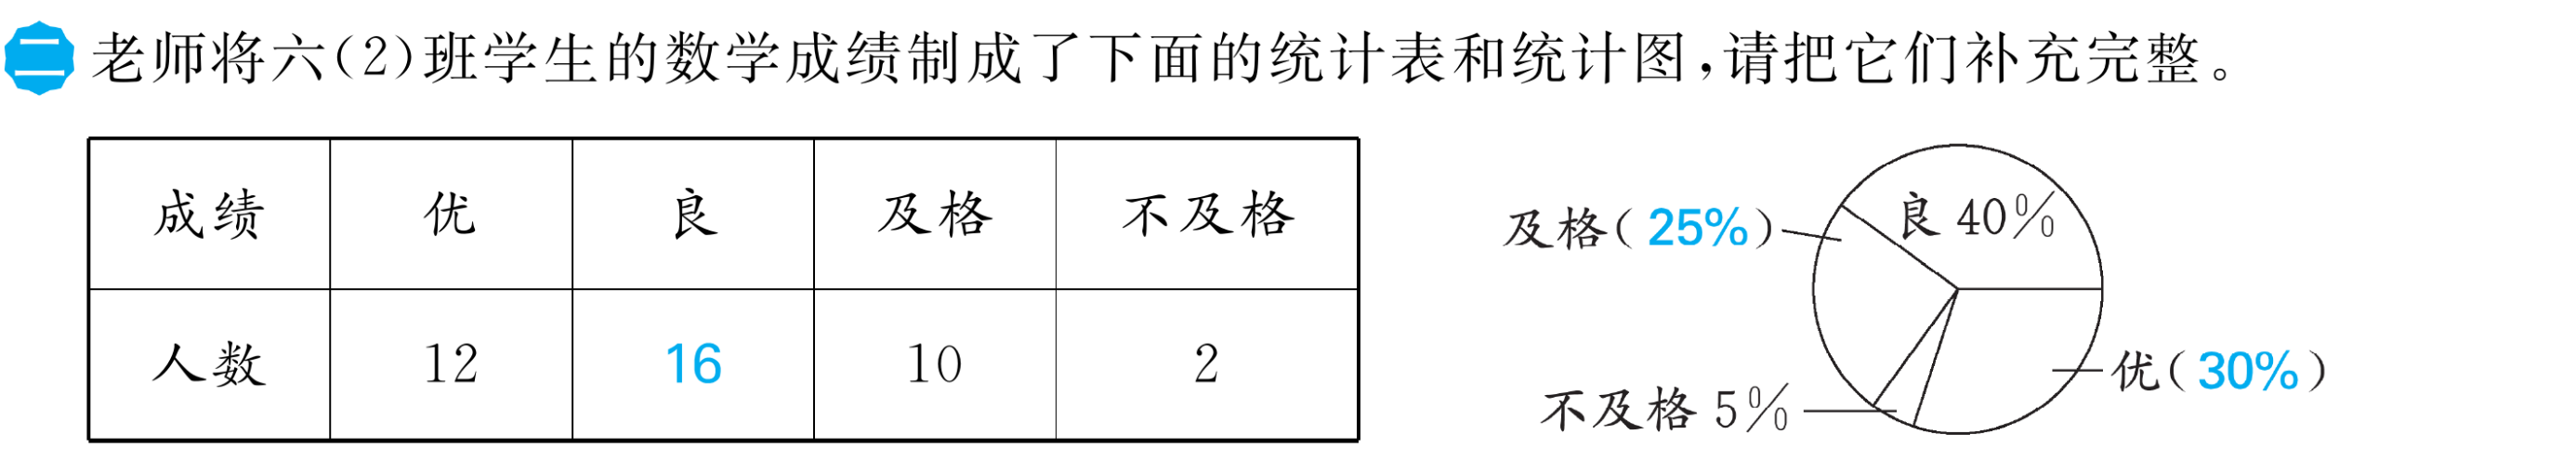 二 老师将六(2)班学生的数学成绩制成了下面的统计表和统计图,请把它们补充完整。
成绩 优 良 及格 不及格
人数 12 16 10 2
良 40%
及格(25%)
优(30%)
不及格 5%